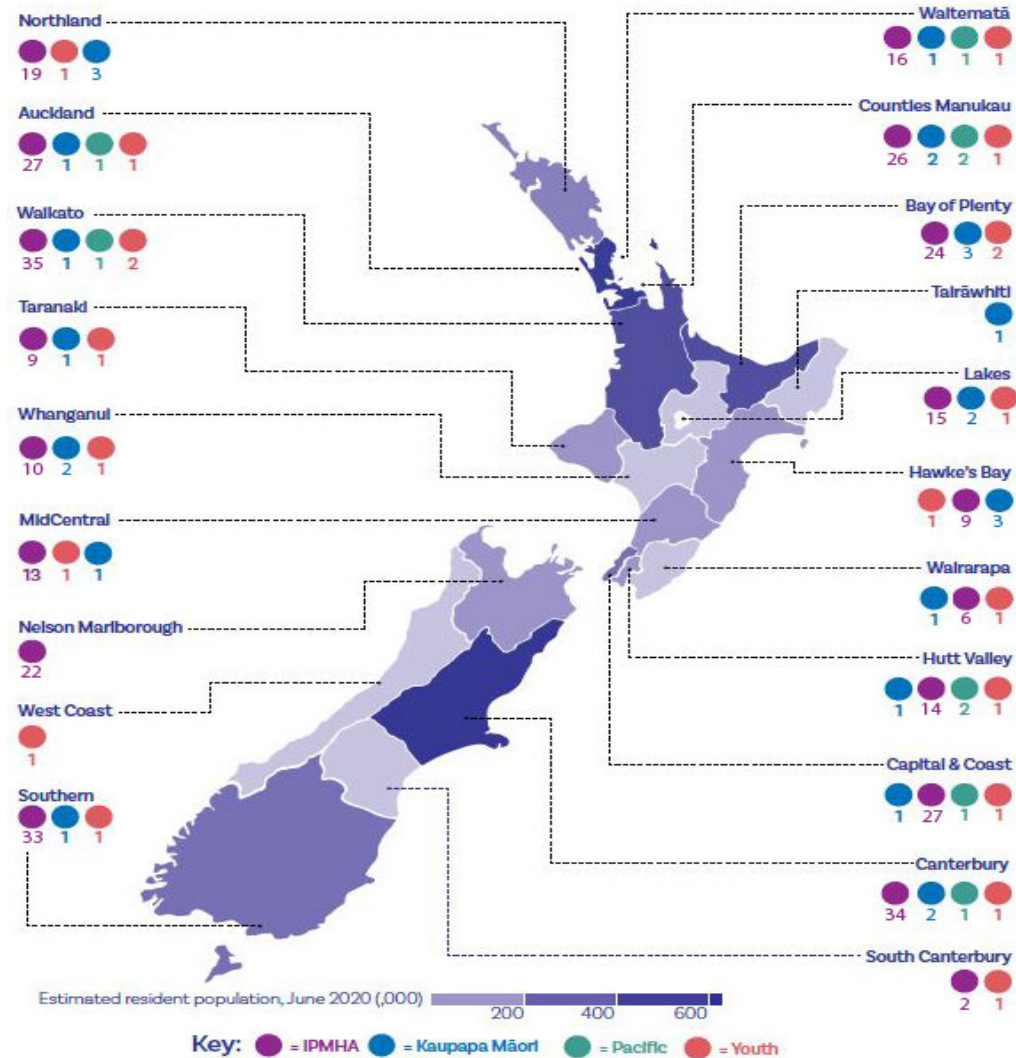 Northland
19 1 3
Auckland
27 1 1 1
Waikato
35 1 1 2
Taranaki
9 1 1
Whanganui
10 2 1
MidCentral
13 1 1
Nelson Marlborough
22
West Coast
1
Southern
33 1 1
Waitematā
16 1 1 1
Counties Manukau
26 2 2 1
Bay of Plenty
24 3 2
Tairāwhiti
1
Lakes
15 2 1
Hawke's Bay
1 9 3
Wairarapa
1 6 1
Hutt Valley
1 14 2 1
Capital & Coast
1 27 1 1
Canterbury
34 2 1 1
South Canterbury
2 1
Estimated resident population, June 2020 (,000)
200 400 600
Key: = IPMHA = Kaupapa Māori = Pacific = Youth